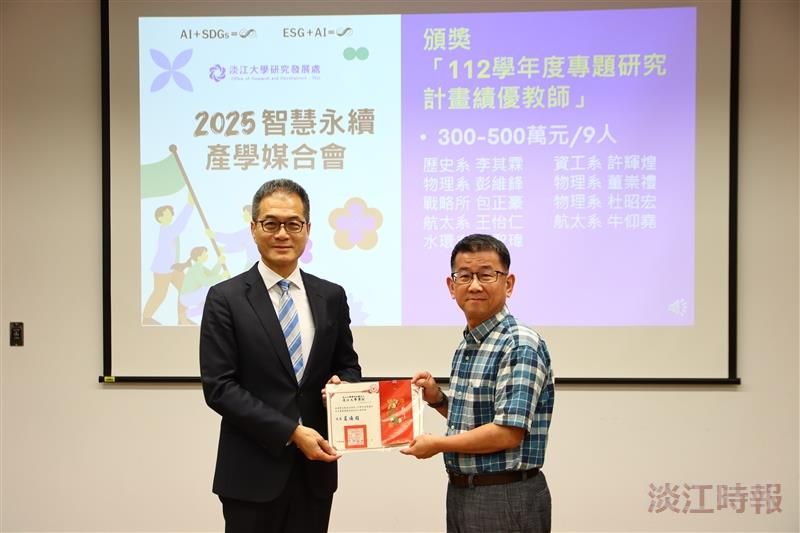 AI+SDGs=∞ ESG+AI=∞
淡江大學研究發展處
Office of Research and Development, TKU
2025 智慧永續
產學媒合會
頒獎
「112學年度專題研究
計畫績優教師」
• 300-500萬元/9人
歷史系 李其霖 資工系 許輝煌
物理系 彭維鋒 物理系 董崇禮
戰略所 包正豪 物理系 杜昭宏
航太系 王怡仁 航太系 牛仰堯
水環
瑋
淡江時報